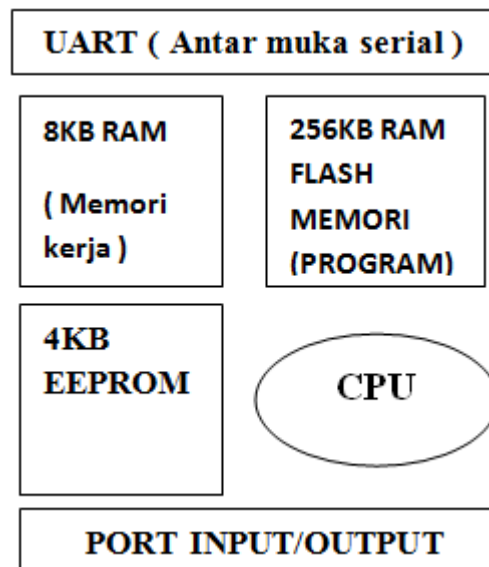 UART ( Antar muka serial )
8KB RAM
( Memori
kerja )
256KB RAM
FLASH
MEMORI
(PROGRAM)
4KB
EEPROM
CPU
PORT INPUT/OUTPUT